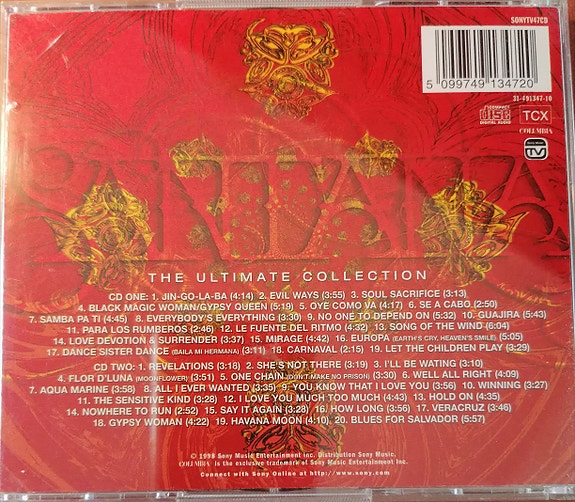 SONYTV47CD
5 099749 134720
31-491347-10
COMPACT
disc
DIGITAL AUDIO
TCX
COLUMBIA
Sony Music
TV
SANTANA
THE ULTIMATE COLLECTION
CD ONE: 1. JIN-GO-LA-BA (4:14) 2. EVIL WAYS (3:55) 3. SOUL SACRIFICE (3:13)
4. BLACK MAGIC WOMAN/GYPSY QUEEN (5:19) 5. OYE COMO VA (4:17) 6. SE A CABO (2:50)
7. SAMBA PA TI (4:45) 8. EVERYBODY'S EVERYTHING (3:30) 9. NO ONE TO DEPEND ON (5:32) 10. GUAJIRA (5:43)
11. PARA LOS RUMBEROS (2:46) 12. LE FUENTE DEL RITMO (4:32) 13. SONG OF THE WIND (6:04)
14. LOVE DEVOTION & SURRENDER (3:37) 15. MIRAGE (4:42) 16. EUROPA (EARTH'S CRY, HEAVEN'S SMILE) (5:05)
17. DANCE SISTER DANCE (BAILA MI HERMANA) (3:11) 18. CARNAVAL (2:15) 19. LET THE CHILDREN PLAY (3:29)
CD TWO: 1. REVELATIONS (3:18) 2. SHE'S NOT THERE (3:19) 3. I'LL BE WATING (3:10)
4. FLOR D'LUNA (MOONFLOWER) (3:51) 5. ONE CHAIN (DON'T MAKE NO PRISON) (3:30) 6. WELL ALL RIGHT (4:09)
7. AQUA MARINE (3:58) 8. ALL I EVER WANTED (3:35) 9. YOU KNOW THAT I LOVE YOU (3:56) 10. WINNING (3:27)
11. THE SENSITIVE KIND (3:28) 12. I LOVE YOU MUCH TOO MUCH (4:43) 13. HOLD ON (4:35)
14. NOWHERE TO RUN (2:52) 15. SAY IT AGAIN (3:28) 16. HOW LONG (3:56) 17. VERACRUZ (3:46)
18. GYPSY WOMAN (4:22) 19. HAVANA MOON (4:10) 20. BLUES FOR SALVADOR (5:57)
© 1998 Sony Music Entertainment Inc. Distribution Sony Music.
COLUMBIA is the exclusive trademark of Sony Music Entertainment Inc.
Connect with Sony Online at http://www.sony.com